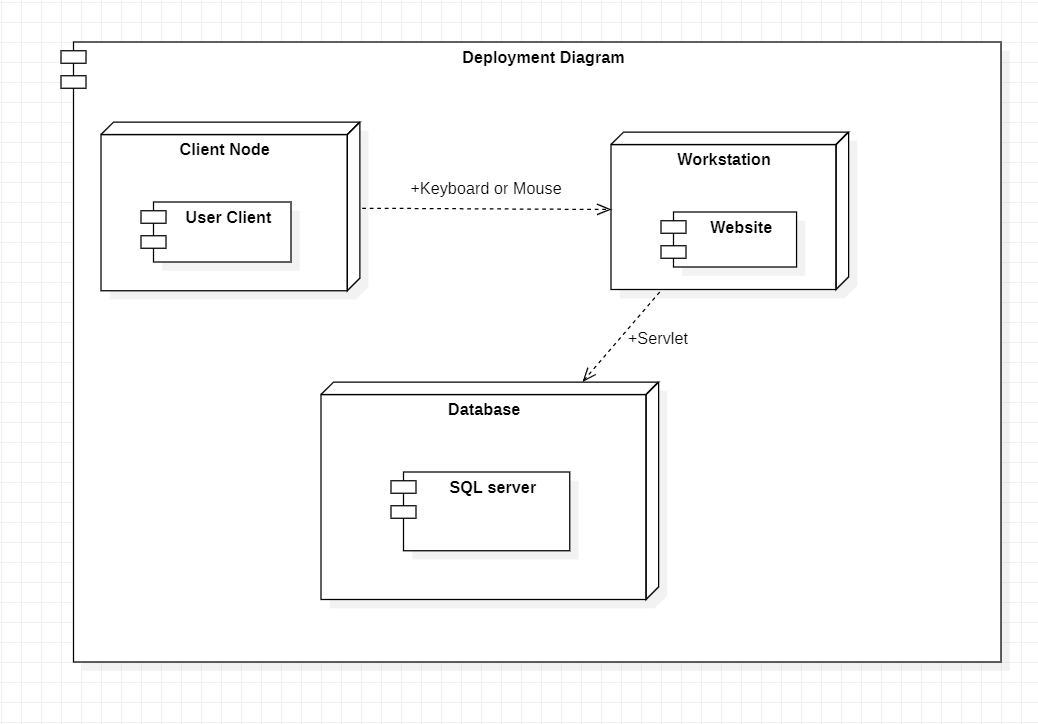 Deployment Diagram
Client Node
User Client
+Keyboard or Mouse
Workstation
Website
+Servlet
Database
SQL server